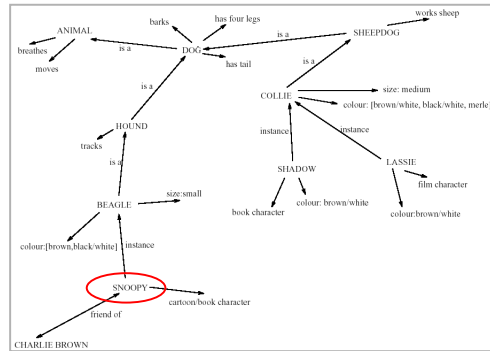 works sheep
has four legs
barks
ANIMAL
is a
SHEEPDOG
breathes
is a
DOG
moves
has tail
is a
is a
size: medium
COLLIE
colour: [brown/white, black/white, merle]
HOUND
instance
instance
tracks
is a
SHADOW
LASSIE
film character
size:small
colour: brown/white
BEAGLE
book character
colour:brown/white
colour:[brown,black/white]
instance
SNOOPY
cartoon/book character
friend of
CHARLIE BROWN